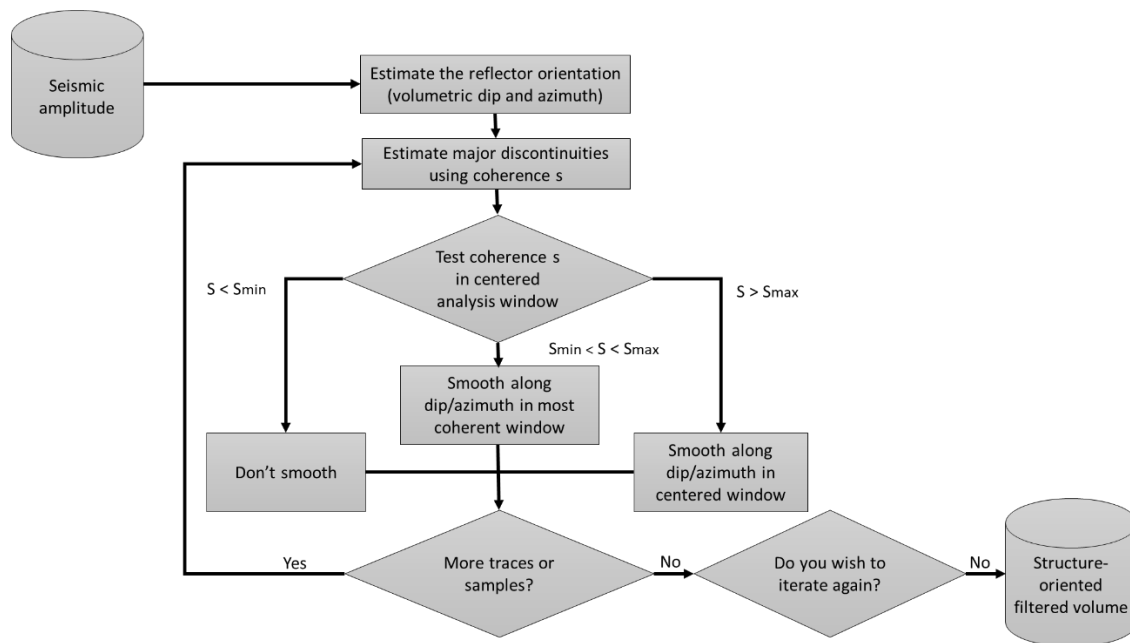 Seismic
amplitude
Estimate the reflector orientation
(volumetric dip and azimuth)
Estimate major discontinuities
using coherence s
Test coherence s
in centered
analysis window
S < Smin
S > Smax
Smin < S < Smax
Smooth along
dip/azimuth in most
coherent window
Don’t smooth
Smooth along
dip/azimuth in
centered window
More traces or
samples?
Yes
No
Do you wish to
iterate again?
No
Structure-
oriented
filtered volume